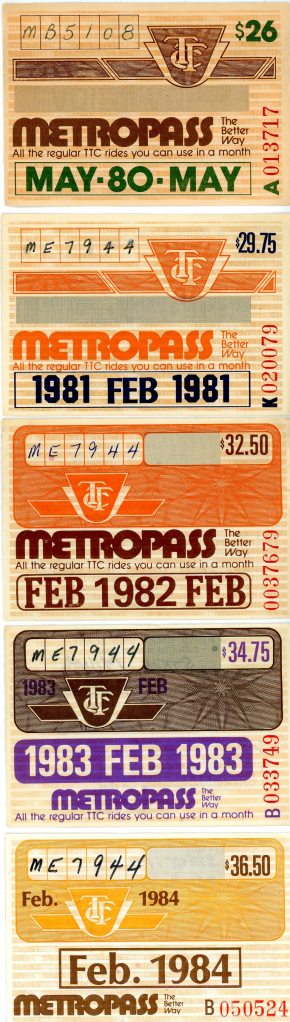 MB5108 $26
TTC
METROPASS The Better Way
All the regular TTC rides you can use in a month
MAY·80·MAY
A 013717
ME7944 $29.75
TTC
METROPASS The Better Way
All the regular TTC rides you can use in a month
1981 FEB 1981
K 020079
ME7944 $32.50
TTC
METROPASS The Better Way
All the regular TTC rides you can use in a month
FEB 1982 FEB
0037679
ME7944 $34.75
1983 TTC FEB
1983 FEB 1983
METROPASS The Better Way
All the regular TTC rides you can use in a month
B 033749
ME7944 $36.50
Feb. TTC 1984
Feb. 1984
METROPASS The Better Way B 050524